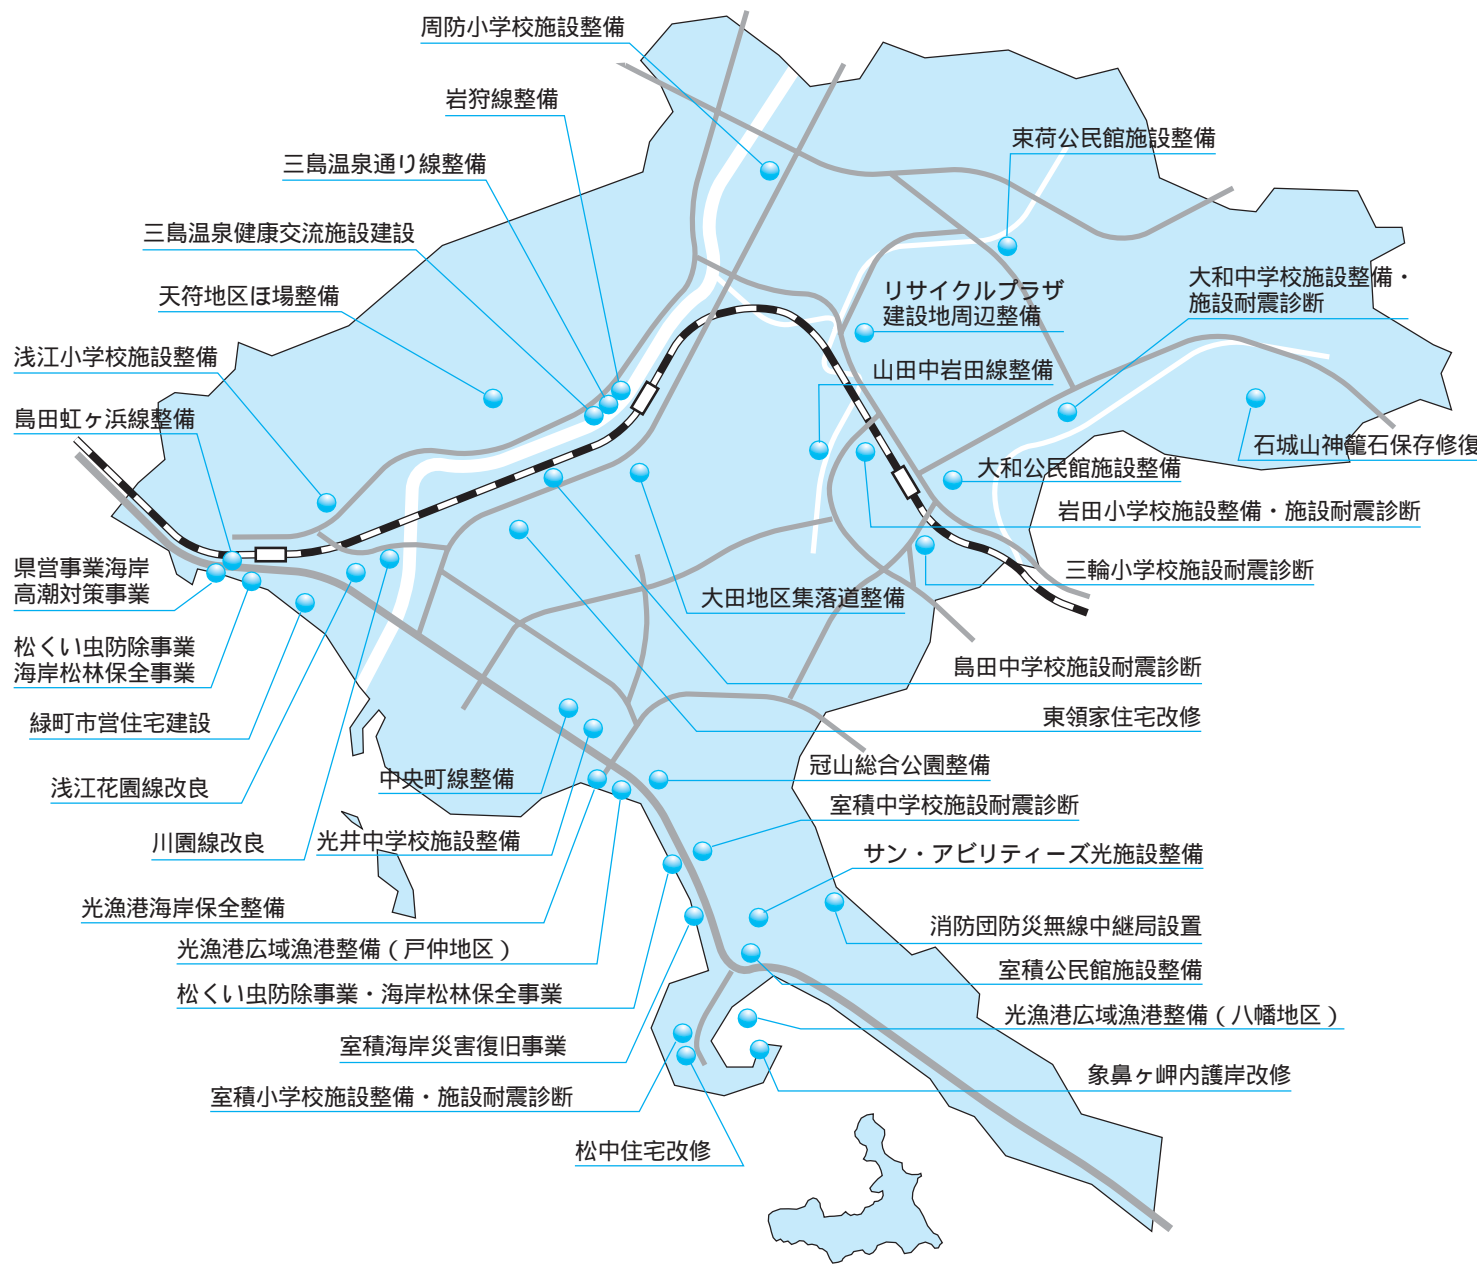 周防小学校施設整備
岩狩線整備
三島温泉通り線整備
三島温泉健康交流施設建設
天符地区ほ場整備
浅江小学校施設整備
島田虹ヶ浜線整備
県営事業海岸
高潮対策事業
松くい虫防除事業
海岸松林保全事業
緑町市営住宅建設
浅江花園線改良
川園線改良
中央町線整備
光井中学校施設整備
光漁港海岸保全整備
光漁港広域漁港整備（戸仲地区）
松くい虫防除事業・海岸松林保全事業
室積海岸災害復旧事業
室積小学校施設整備・施設耐震診断
松中住宅改修
束荷公民館施設整備
大和中学校施設整備・
施設耐震診断
リサイクルプラザ
建設地周辺整備
山田中岩田線整備
石城山神籠石保存修復
大和公民館施設整備
岩田小学校施設整備・施設耐震診断
三輪小学校施設耐震診断
大田地区集落道整備
島田中学校施設耐震診断
東領家住宅改修
冠山総合公園整備
室積中学校施設耐震診断
サン・アビリティーズ光施設整備
消防団防災無線中継局設置
室積公民館施設整備
光漁港広域漁港整備（八幡地区）
象鼻ヶ岬内護岸改修